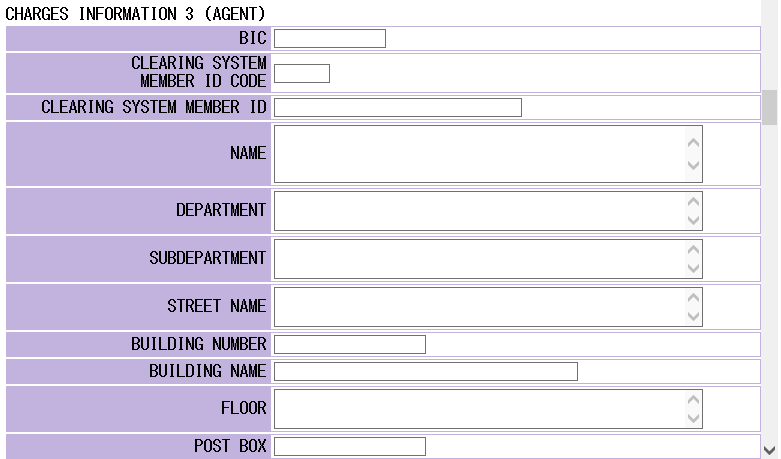 CHARGES INFORMATION 3 (AGENT)
BIC
CLEARING SYSTEM
MEMBER ID CODE
CLEARING SYSTEM MEMBER ID
NAME
DEPARTMENT
SUBDEPARTMENT
STREET NAME
BUILDING NUMBER
BUILDING NAME
FLOOR
POST BOX